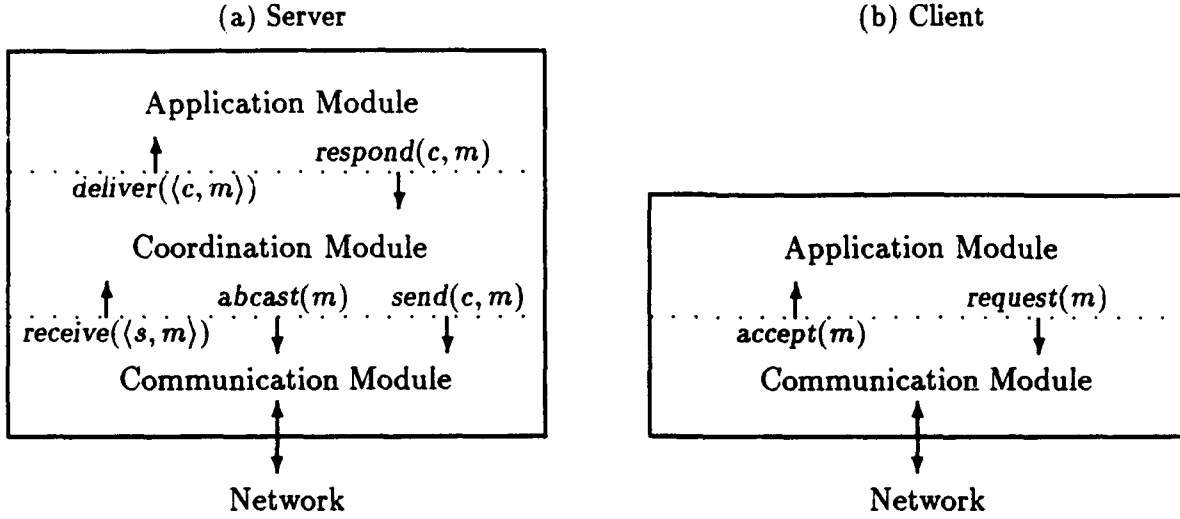 (a) Server
Application Module
respond(c, m)
deliver(⟨c, m⟩)
Coordination Module
abcast(m) send(c, m)
receive(⟨s, m⟩)
Communication Module
Network
(b) Client
Application Module
request(m)
accept(m)
Communication Module
Network